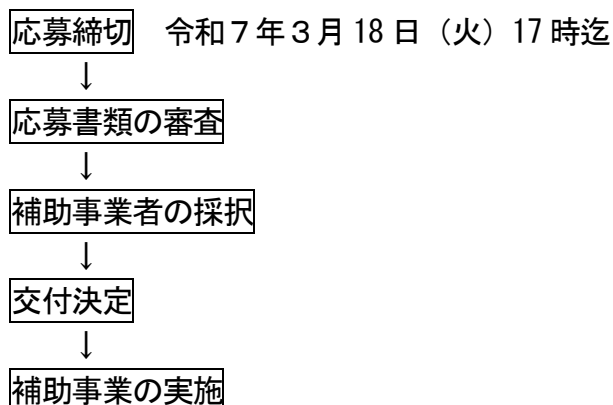 応募締切　令和７年３月18日（火）17時迄
↓
応募書類の審査
↓
補助事業者の採択
↓
交付決定
↓
補助事業の実施